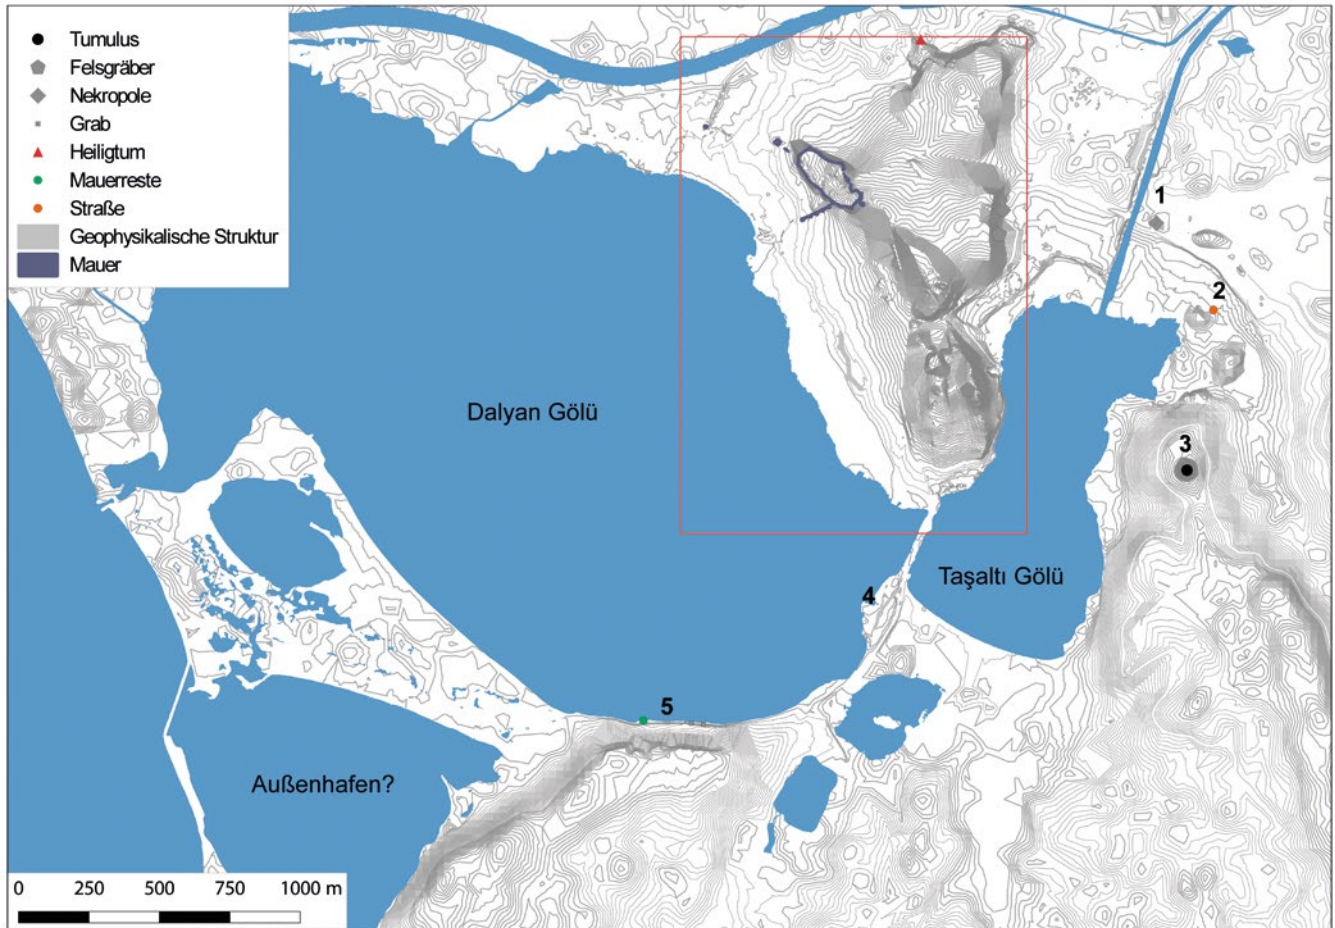 Tumulus
Felsgräber
Nekropole
Grab
Heiligtum
Mauerreste
Straße
Geophysikalische Struktur
Mauer
1
2
Dalyan Gölü
3
Taşaltı Gölü
4
5
Außenhafen?
0 250 500 750 1000 m